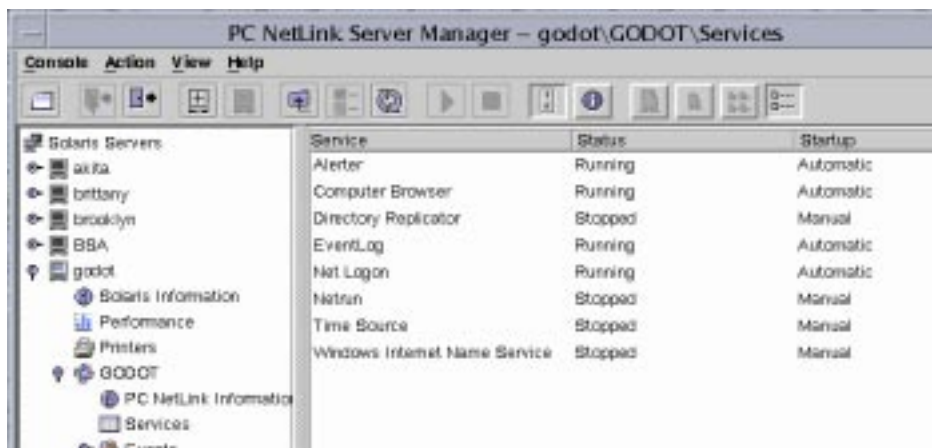 PC NetLink Server Manager – godot\GODOT\Services
Console Action View Help
Solaris Servers
akita
brittany
brooklyn
BSA
godot
Solaris Information
Performance
Printers
GODOT
PC NetLink Informatio
Services
Events
Service Status Startup
Alerter Running Automatic
Computer Browser Running Automatic
Directory Replicator Stopped Manual
EventLog Running Automatic
Net Logon Running Automatic
Netrun Stopped Manual
Time Source Stopped Manual
Windows Internet Name Service Stopped Manual